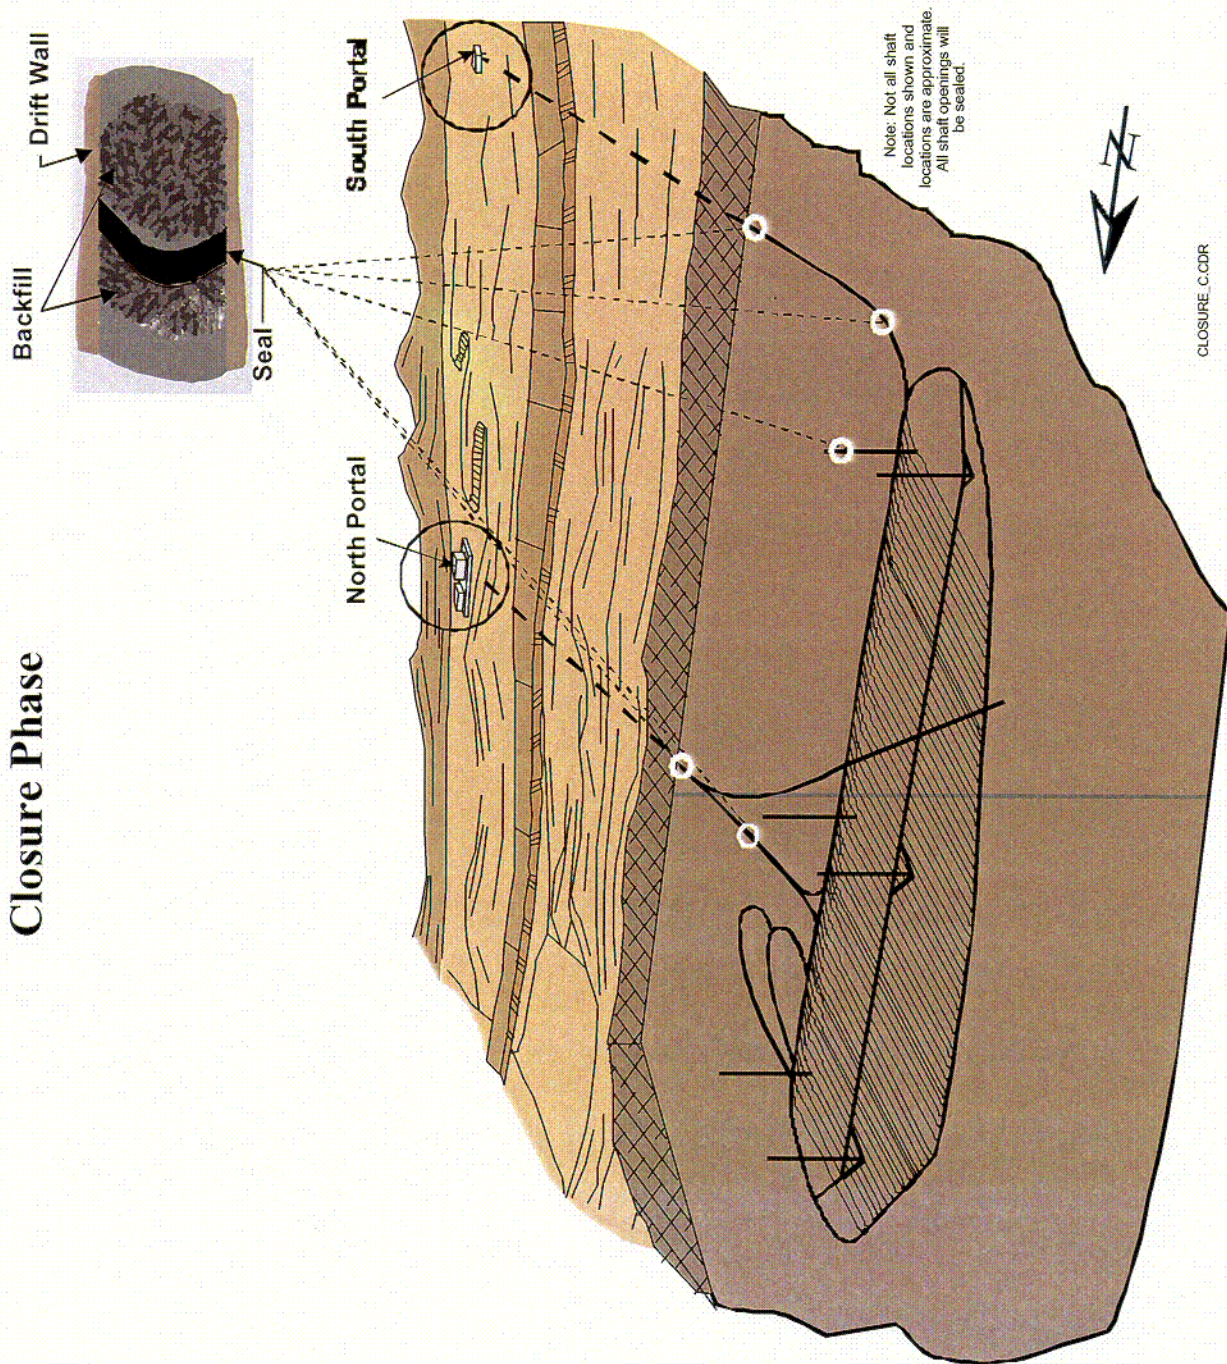 Closure Phase
Backfill
Drift Wall
Seal
North Portal
South Portal
Note: Not all shaft
locations shown and
locations are approximate.
All shaft openings will
be sealed.
N
CLOSURE_C.CDR